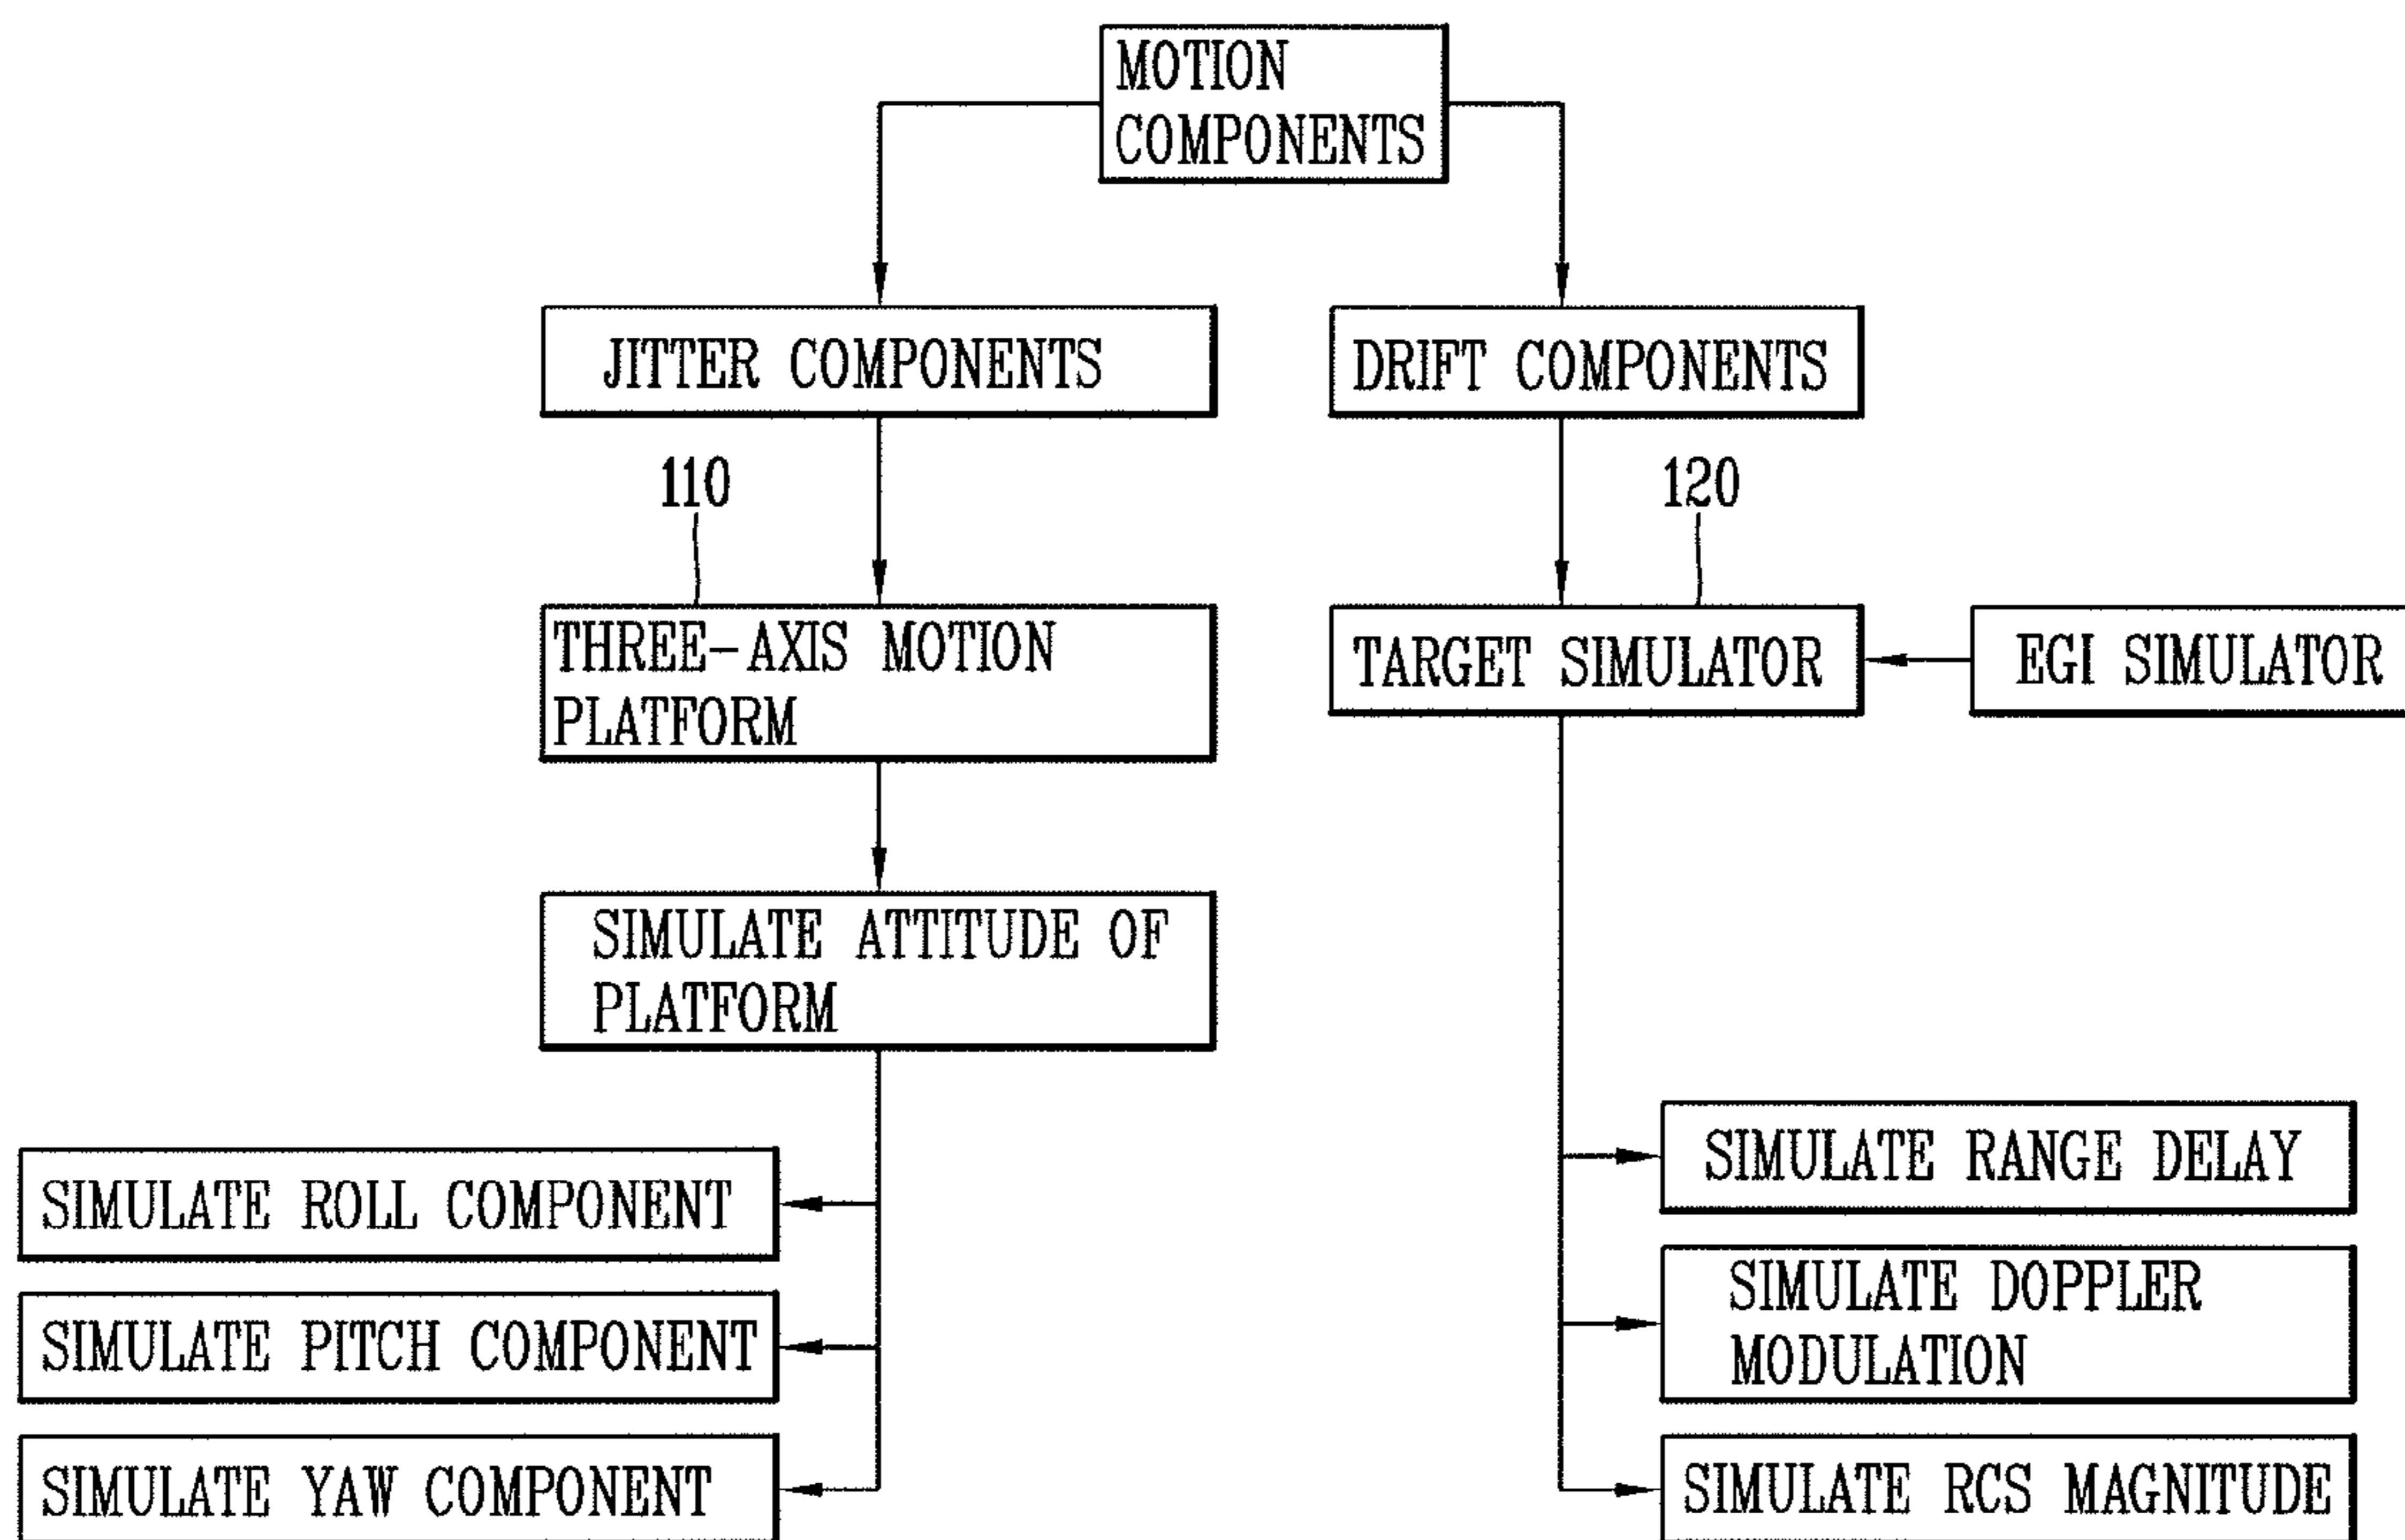 MOTION
COMPONENTS
JITTER COMPONENTS
DRIFT COMPONENTS
110
120
THREE-AXIS MOTION
PLATFORM
TARGET SIMULATOR
EGI SIMULATOR
SIMULATE ATTITUDE OF
PLATFORM
SIMULATE ROLL COMPONENT
SIMULATE PITCH COMPONENT
SIMULATE YAW COMPONENT
SIMULATE RANGE DELAY
SIMULATE DOPPLER
MODULATION
SIMULATE RCS MAGNITUDE